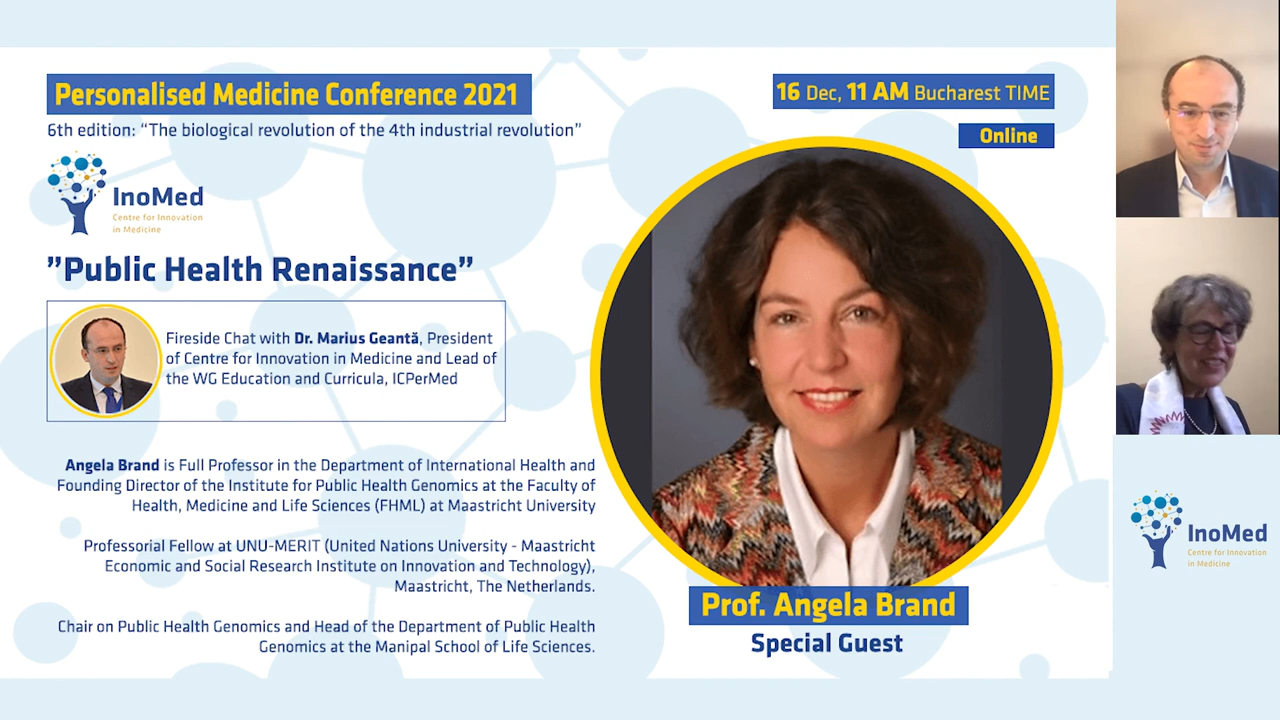 Personalised Medicine Conference 2021
6th edition: “The biological revolution of the 4th industrial revolution”
16 Dec, 11 AM Bucharest TIME
Online
InoMed
Centre for Innovation
in Medicine
”Public Health Renaissance”
Fireside Chat with Dr. Marius Geantă, President
of Centre for Innovation in Medicine and Lead of
the WG Education and Curricula, ICPerMed
Angela Brand is Full Professor in the Department of International Health and
Founding Director of the Institute for Public Health Genomics at the Faculty of
Health, Medicine and Life Sciences (FHML) at Maastricht University
Professorial Fellow at UNU-MERIT (United Nations University - Maastricht
Economic and Social Research Institute on Innovation and Technology),
Maastricht, The Netherlands.
Chair on Public Health Genomics and Head of the Department of Public Health
Genomics at the Manipal School of Life Sciences.
Prof. Angela Brand
Special Guest
InoMed
Centre for Innovation
in Medicine